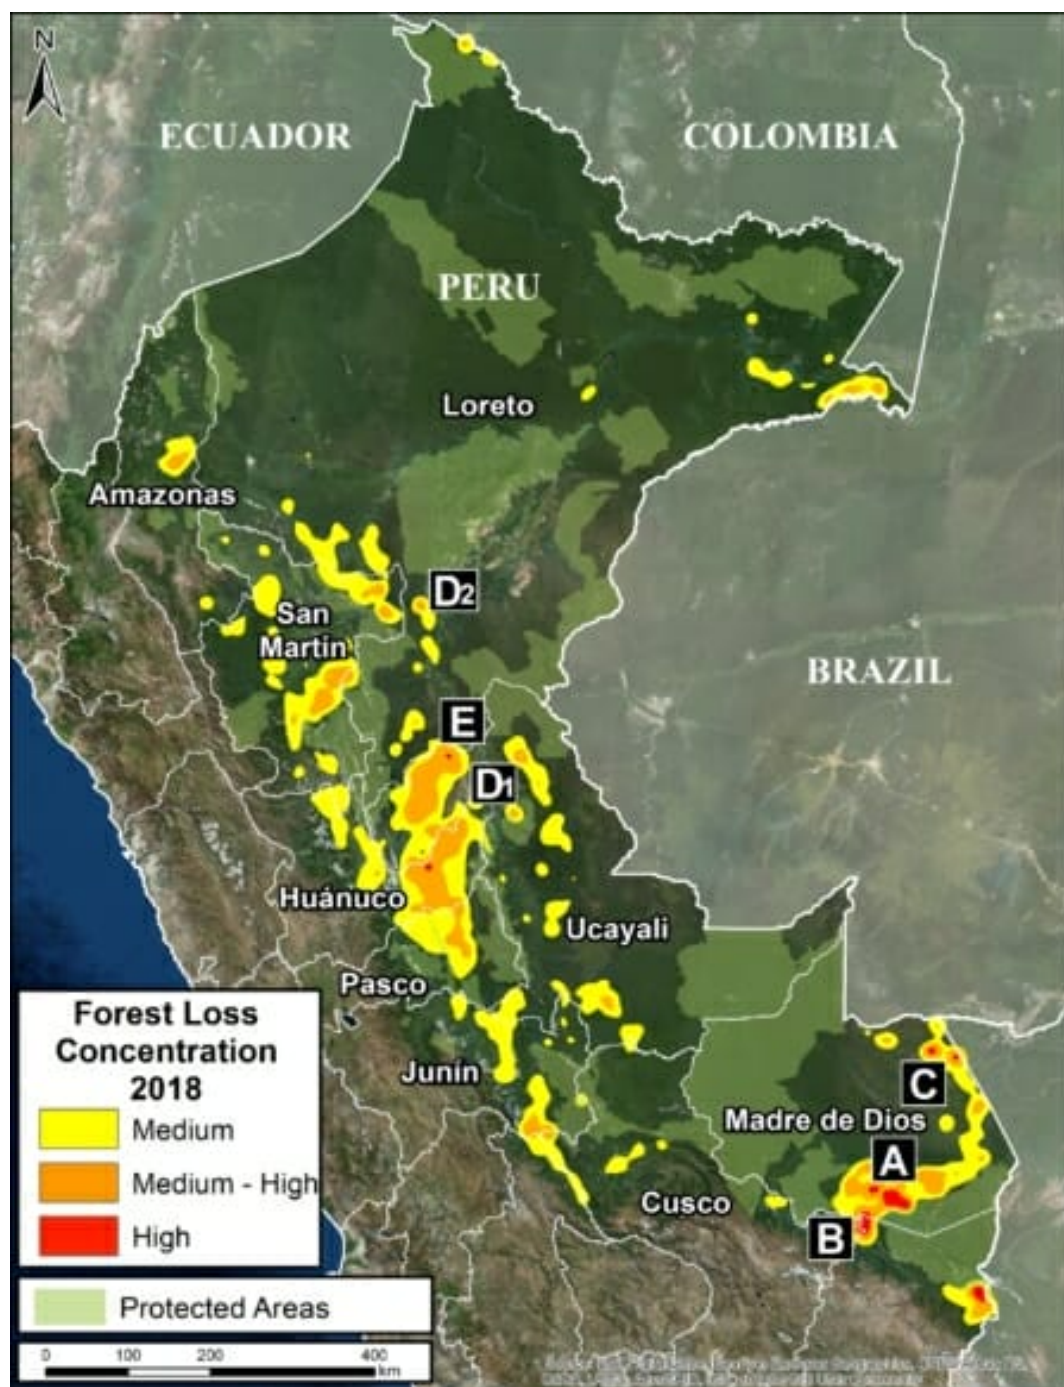 N
ECUADOR
COLOMBIA
PERU
Loreto
Amazonas
D2
San
Martín
BRAZIL
E
D1
Huánuco
Ucayali
Pasco
Junín
C
Madre de Dios
A
Cusco
B
Forest Loss
Concentration
2018
Medium
Medium - High
High
Protected Areas
0 100 200 400
km